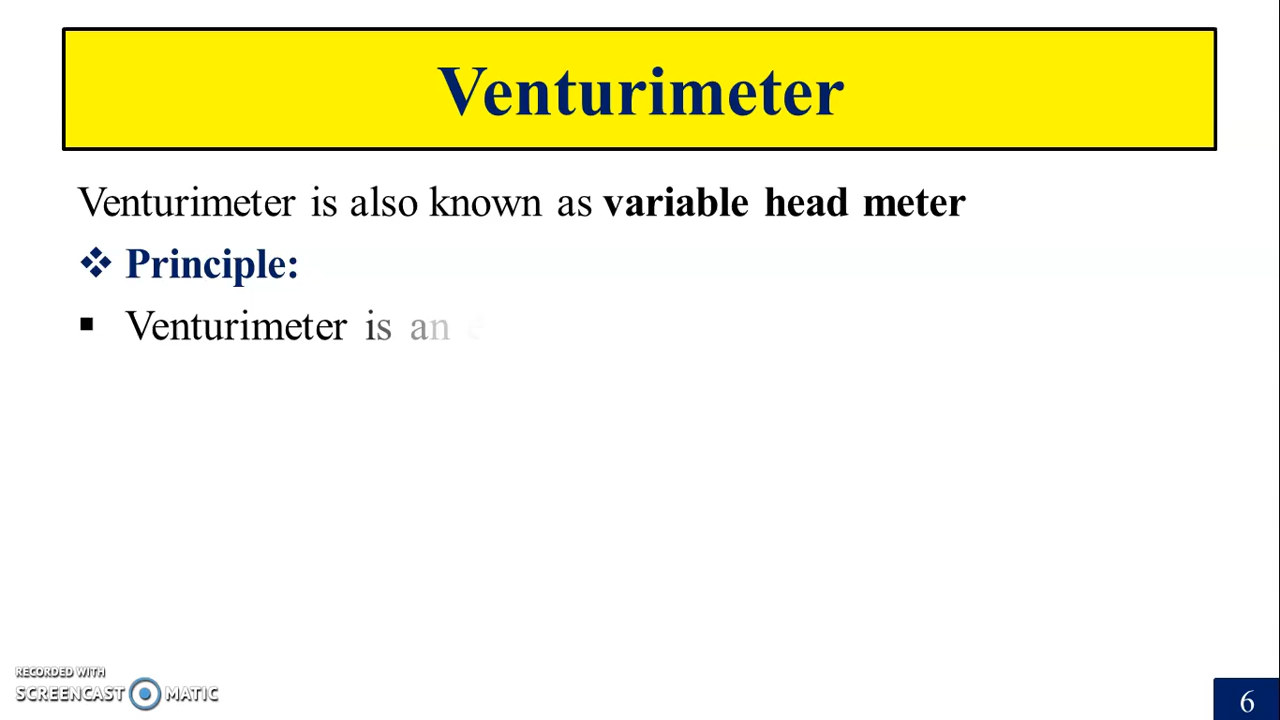 Venturimeter
Venturimeter is also known as variable head meter
❖ Principle:
▪ Venturimeter is an
RECORDED WITH
SCREENCAST MATIC
6